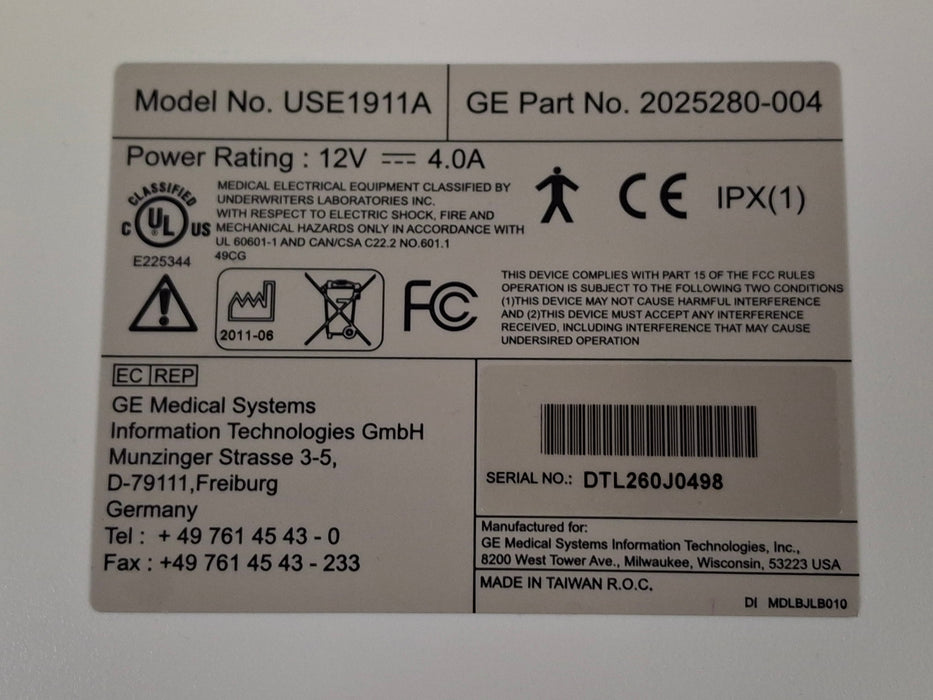 Model No. USE1911A
GE Part No. 2025280-004
Power Rating : 12V ⎓ 4.0A
CLASSIFIED
C UL US
E225344
MEDICAL ELECTRICAL EQUIPMENT CLASSIFIED BY
UNDERWRITERS LABORATORIES INC.
WITH RESPECT TO ELECTRIC SHOCK, FIRE AND
MECHANICAL HAZARDS ONLY IN ACCORDANCE WITH
UL 60601-1 AND CAN/CSA C22.2 NO.601.1
49CG
CE
IPX(1)
2011-06
FC
THIS DEVICE COMPLIES WITH PART 15 OF THE FCC RULES
OPERATION IS SUBJECT TO THE FOLLOWING TWO CONDITIONS
(1)THIS DEVICE MAY NOT CAUSE HARMFUL INTERFERENCE
AND (2)THIS DEVICE MUST ACCEPT ANY INTERFERENCE
RECEIVED, INCLUDING INTERFERENCE THAT MAY CAUSE
UNDERSIRED OPERATION
EC REP
GE Medical Systems
Information Technologies GmbH
Munzinger Strasse 3-5,
D-79111,Freiburg
Germany
Tel : + 49 761 45 43 - 0
Fax : +49 761 45 43 - 233
SERIAL NO.: DTL260J0498
Manufactured for:
GE Medical Systems Information Technologies, Inc.,
8200 West Tower Ave., Milwaukee, Wisconsin, 53223 USA
MADE IN TAIWAN R.O.C.
DI MDLBJLB010